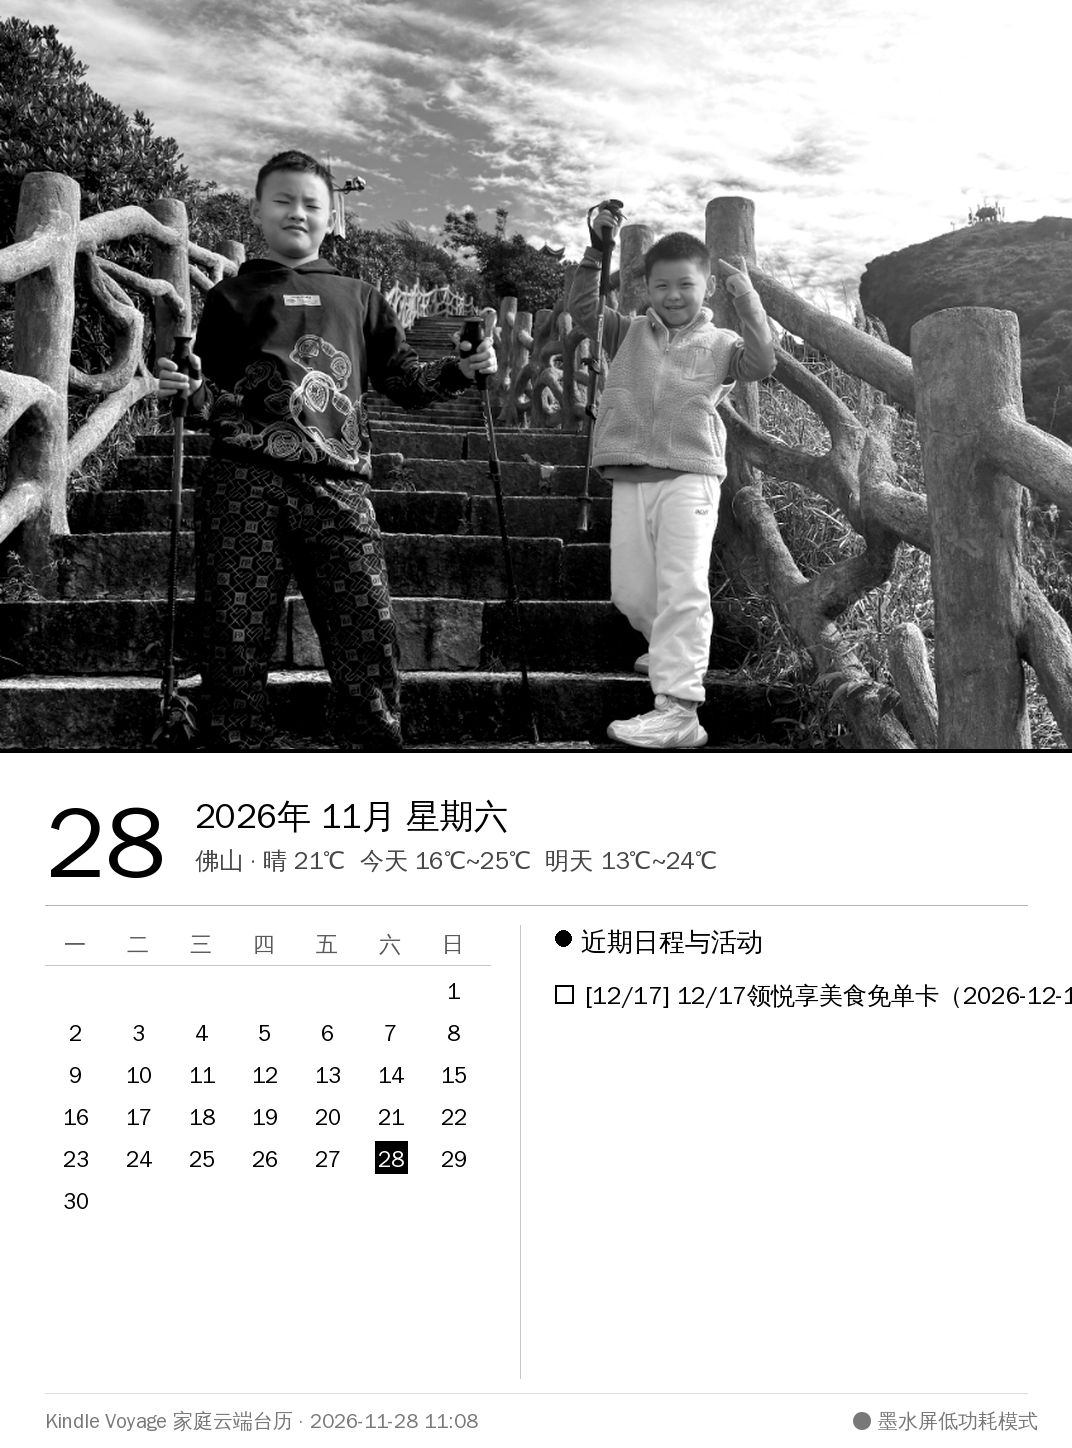 28
2026年 11月 星期六
佛山 · 晴 21℃ 今天 16℃~25℃ 明天 13℃~24℃
一 二 三 四 五 六 日
1
2 3 4 5 6 7 8
9 10 11 12 13 14 15
16 17 18 19 20 21 22
23 24 25 26 27 28 29
30
● 近期日程与活动
□ [12/17] 12/17领悦享美食免单卡（2026-12-1
Kindle Voyage 家庭云端台历 · 2026-11-28 11:08
● 墨水屏低功耗模式